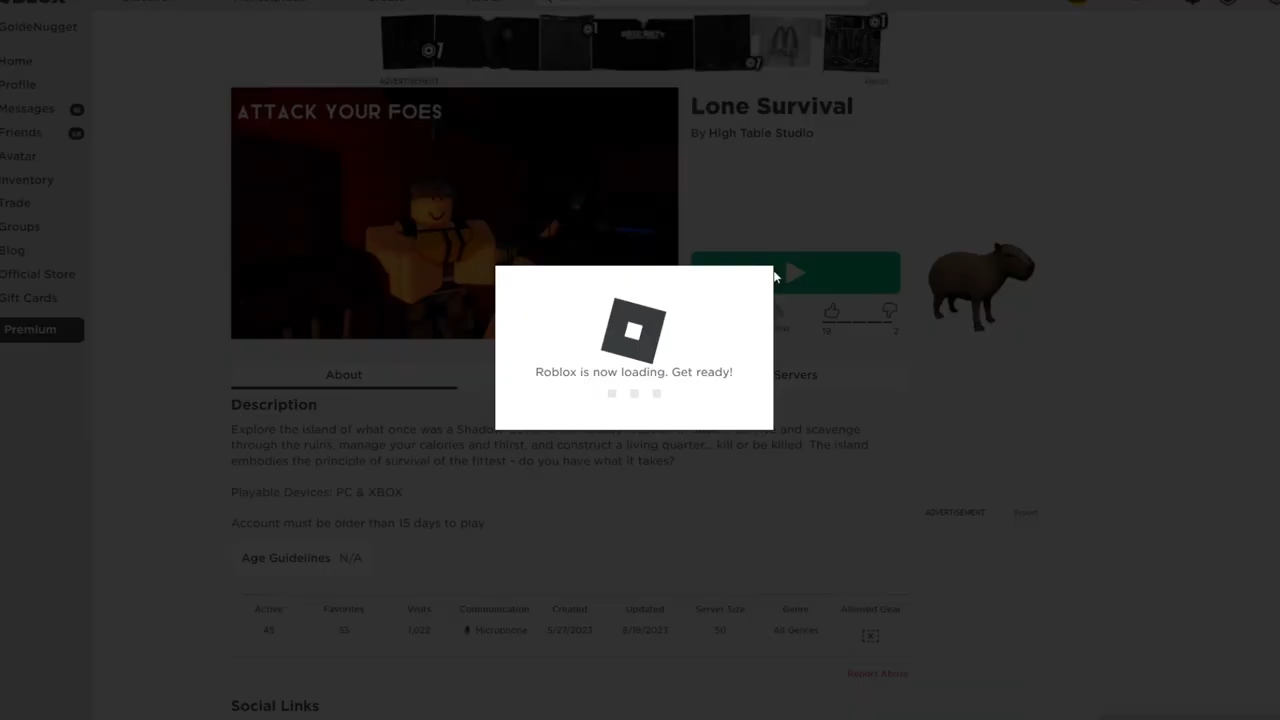 GoldeNugget
ADVERTISEMENT
ATTACK YOUR FOES
Lone Survival
By High Table Studio
Home
Profile
Messages
Friends
Avatar
Inventory
Trade
Groups
Blog
Official Store
Gift Cards
Premium
19
2
Roblox is now loading. Get ready!
About
Servers
Description
Explore the island of what once was a Shadow and scavenge
through the ruins, manage your calories and thirst, and construct a living quarter... kill or be killed. The island
embodies the principle of survival of the fittest - do you have what it takes?
Playable Devices: PC & XBOX
ADVERTISEMENT
Report
Account must be older than 15 days to play
Age Guidelines N/A
Active Favorites Visits Communication Created Updated Server Size Genre Allowed Gear
45 53 1,022 Microphone 5/27/2023 8/19/2023 50 All Genres
Report Abuse
Social Links